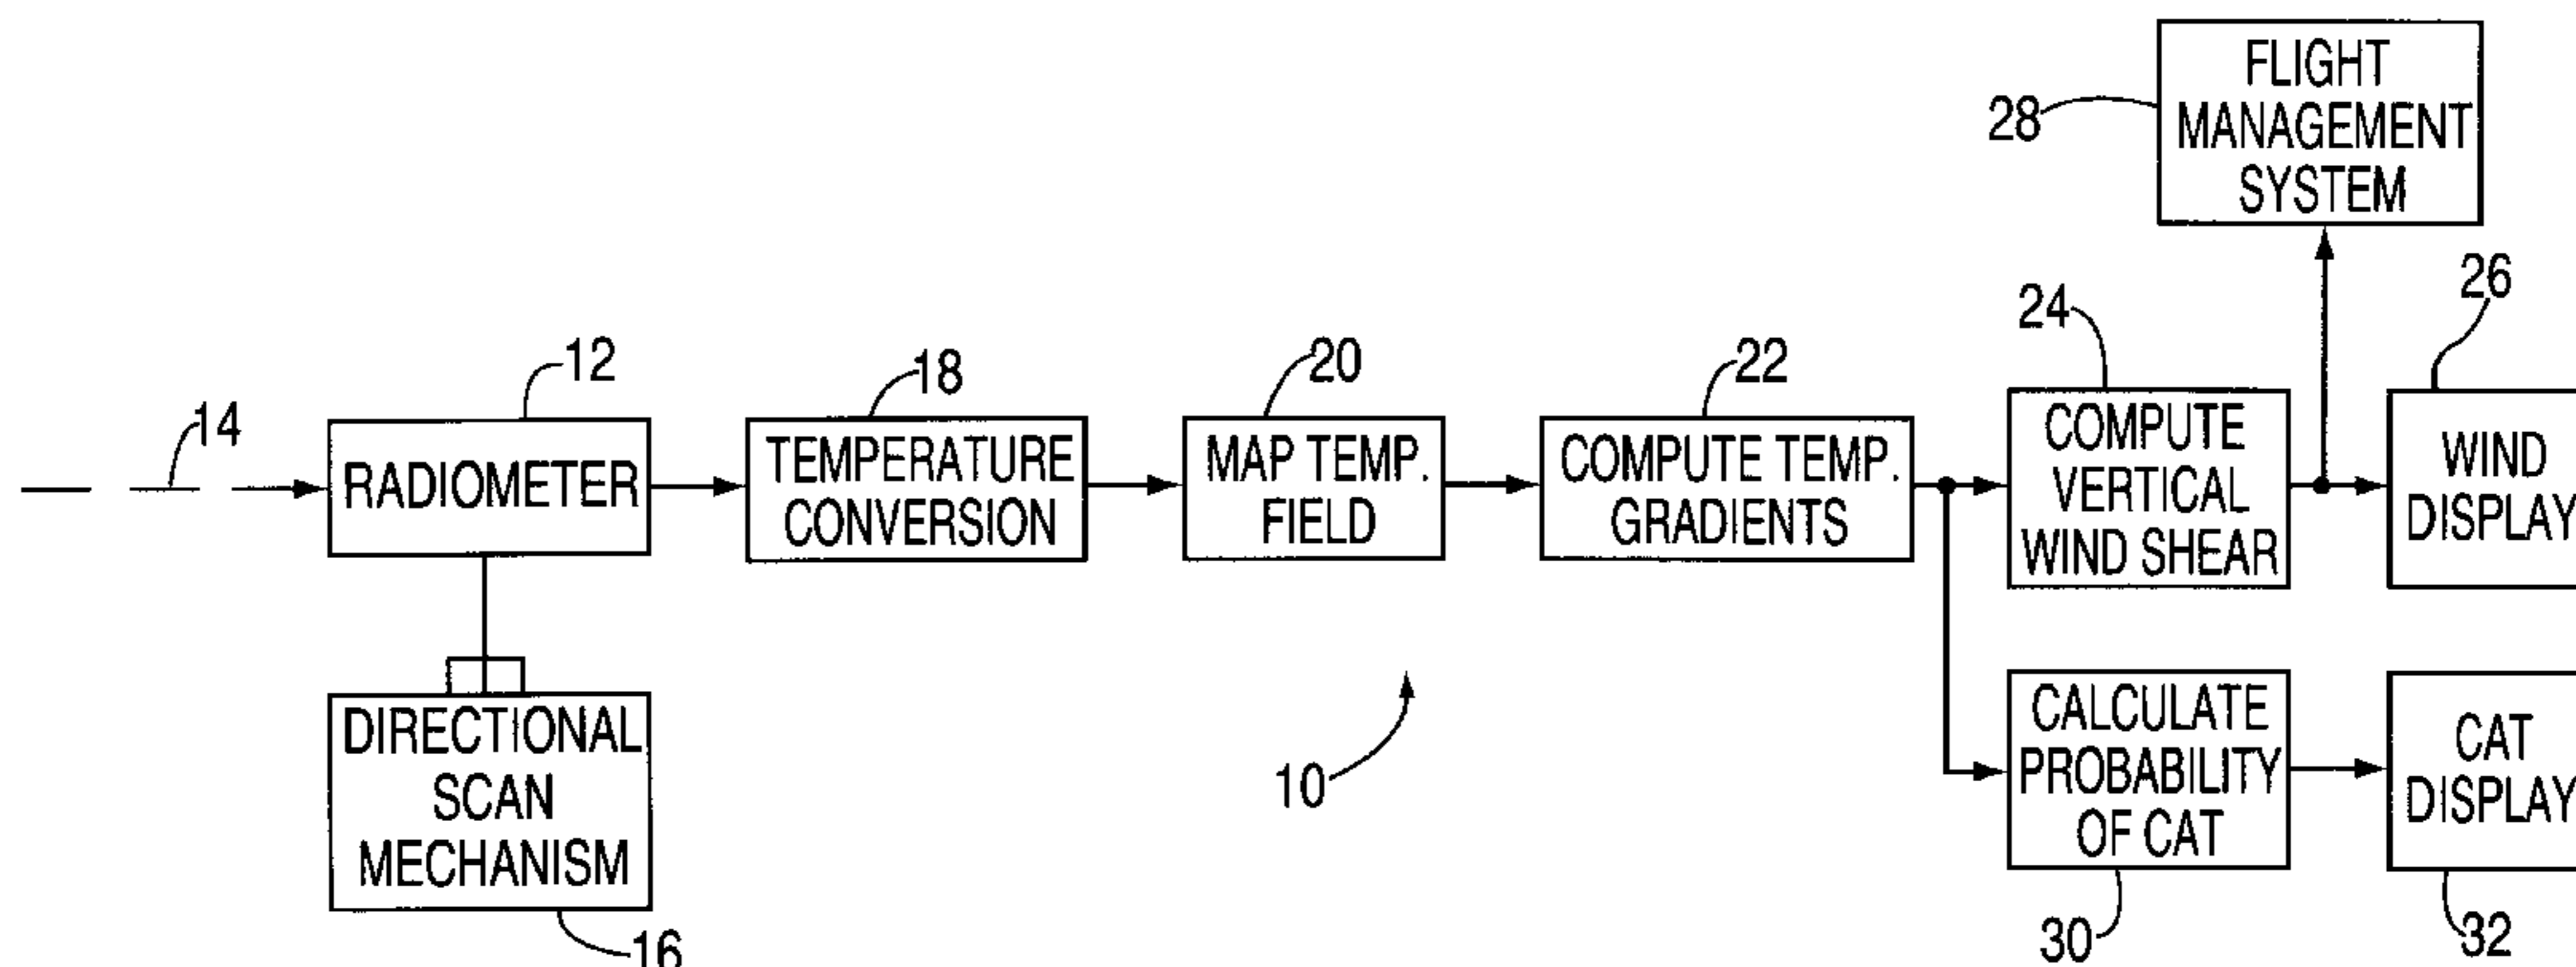 FLIGHT
MANAGEMENT
SYSTEM
28
26
24
12
18
20
22
14
RADIOMETER
TEMPERATURE
CONVERSION
MAP TEMP.
FIELD
COMPUTE TEMP.
GRADIENTS
COMPUTE
VERTICAL
WIND SHEAR
WIND
DISPLAY
DIRECTIONAL
SCAN
MECHANISM
16
10
CALCULATE
PROBABILITY
OF CAT
30
CAT
DISPLAY
32